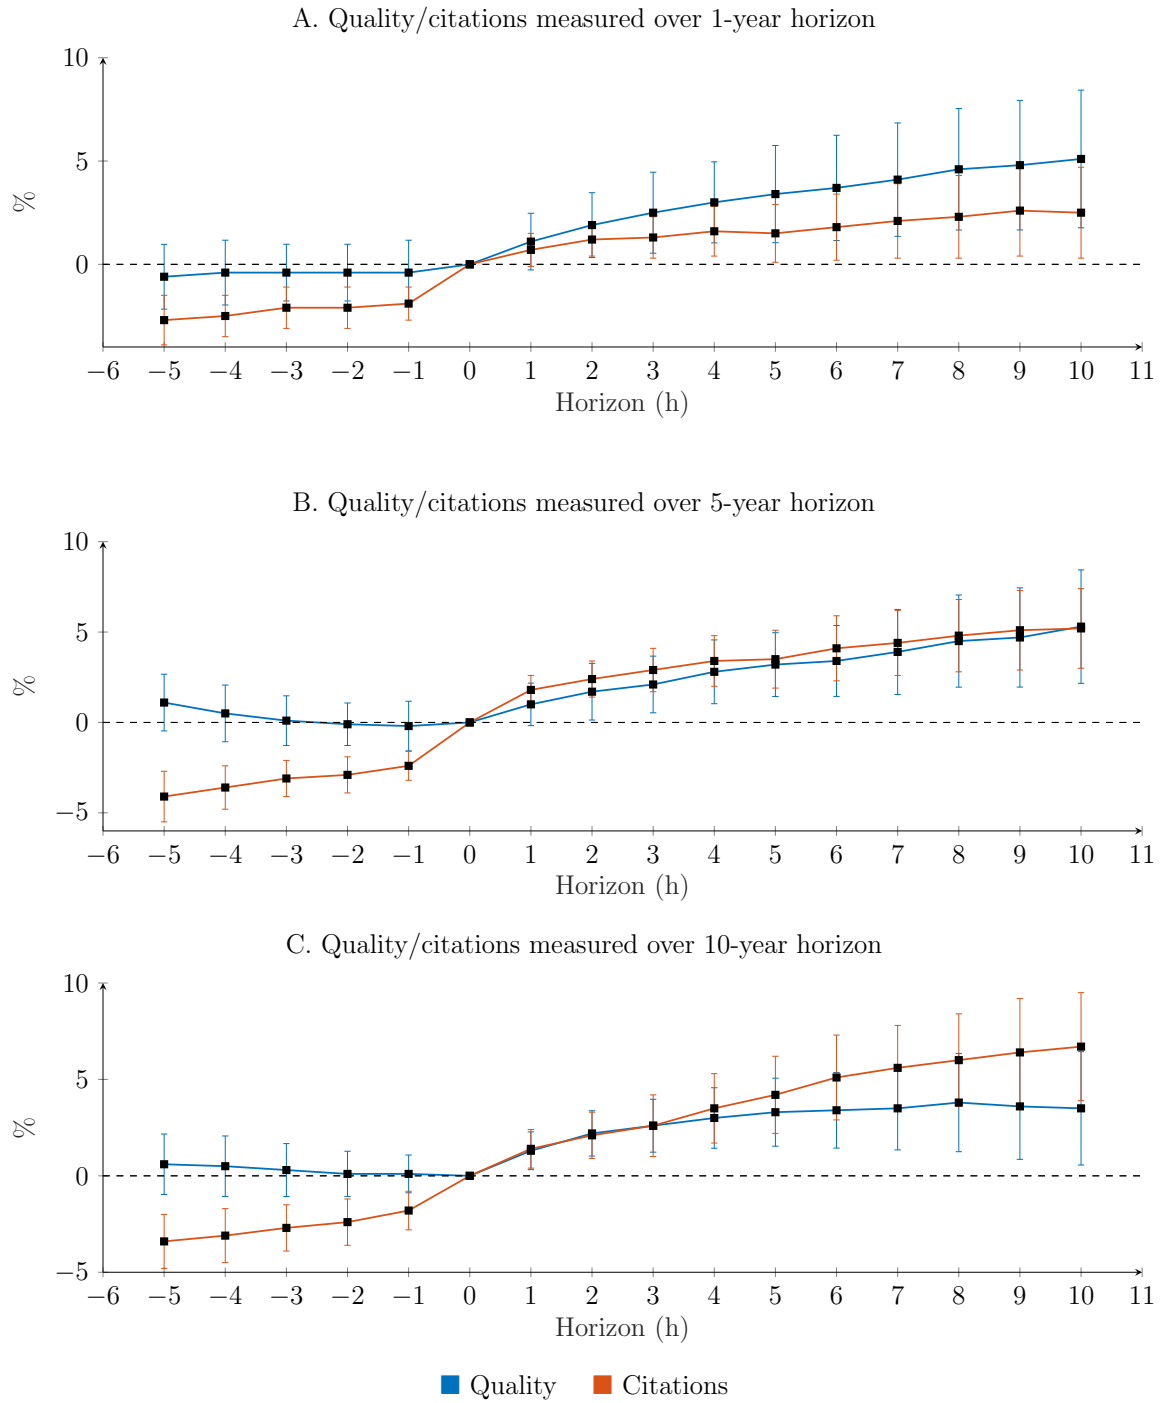 A. Quality/citations measured over 1-year horizon
10
5
0
%
−6 −5 −4 −3 −2 −1 0 1 2 3 4 5 6 7 8 9 10 11
Horizon (h)
B. Quality/citations measured over 5-year horizon
10
5
0
−5
%
−6 −5 −4 −3 −2 −1 0 1 2 3 4 5 6 7 8 9 10 11
Horizon (h)
C. Quality/citations measured over 10-year horizon
10
5
0
−5
%
−6 −5 −4 −3 −2 −1 0 1 2 3 4 5 6 7 8 9 10 11
Horizon (h)
Quality Citations